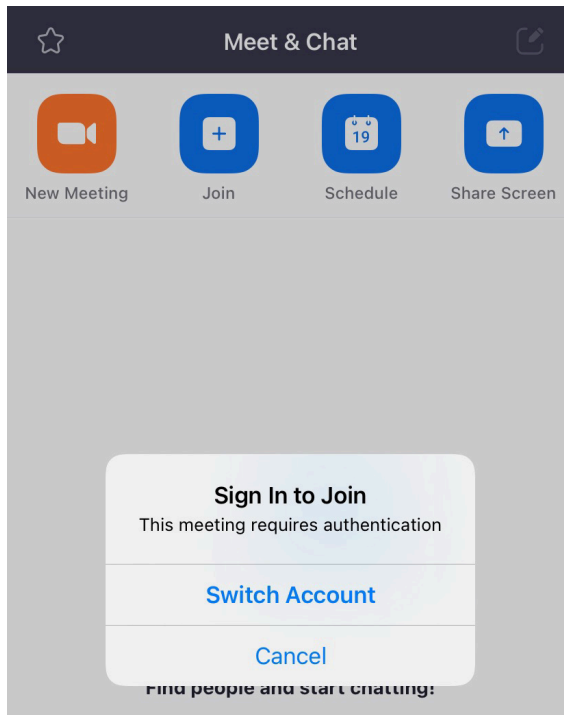 Meet & Chat
19
New Meeting
Join
Schedule
Share Screen
Sign In to Join
This meeting requires authentication
Switch Account
Cancel
Find people and start chatting!